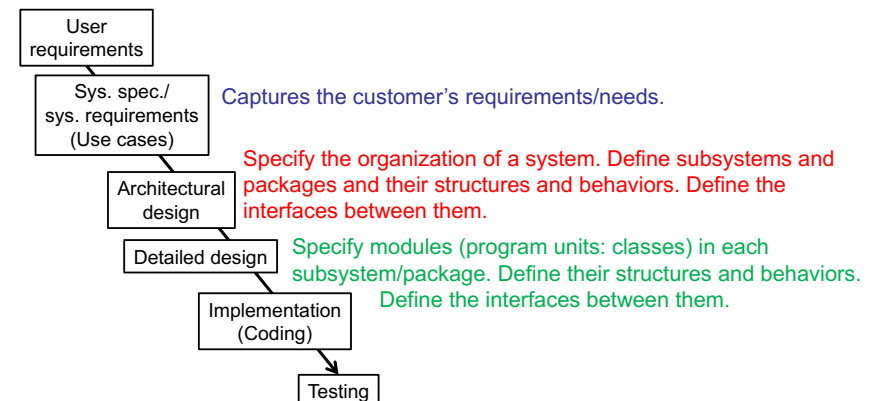 User
requirements
Sys. spec./
sys. requirements
(Use cases)
Captures the customer’s requirements/needs.
Architectural
design
Specify the organization of a system. Define subsystems and
packages and their structures and behaviors. Define the
interfaces between them.
Detailed design
Specify modules (program units: classes) in each
subsystem/package. Define their structures and behaviors.
Define the interfaces between them.
Implementation
(Coding)
Testing